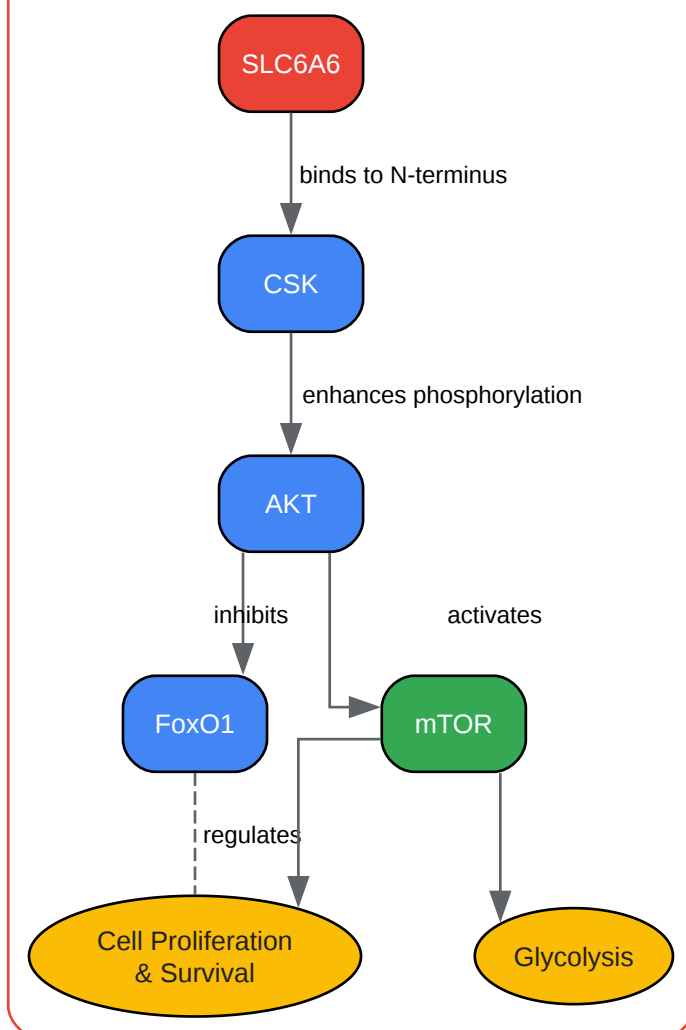 SLC6A6
binds to N-terminus
CSK
enhances phosphorylation
AKT
inhibits
activates
FoxO1
mTOR
regulates
Cell Proliferation
& Survival
Glycolysis